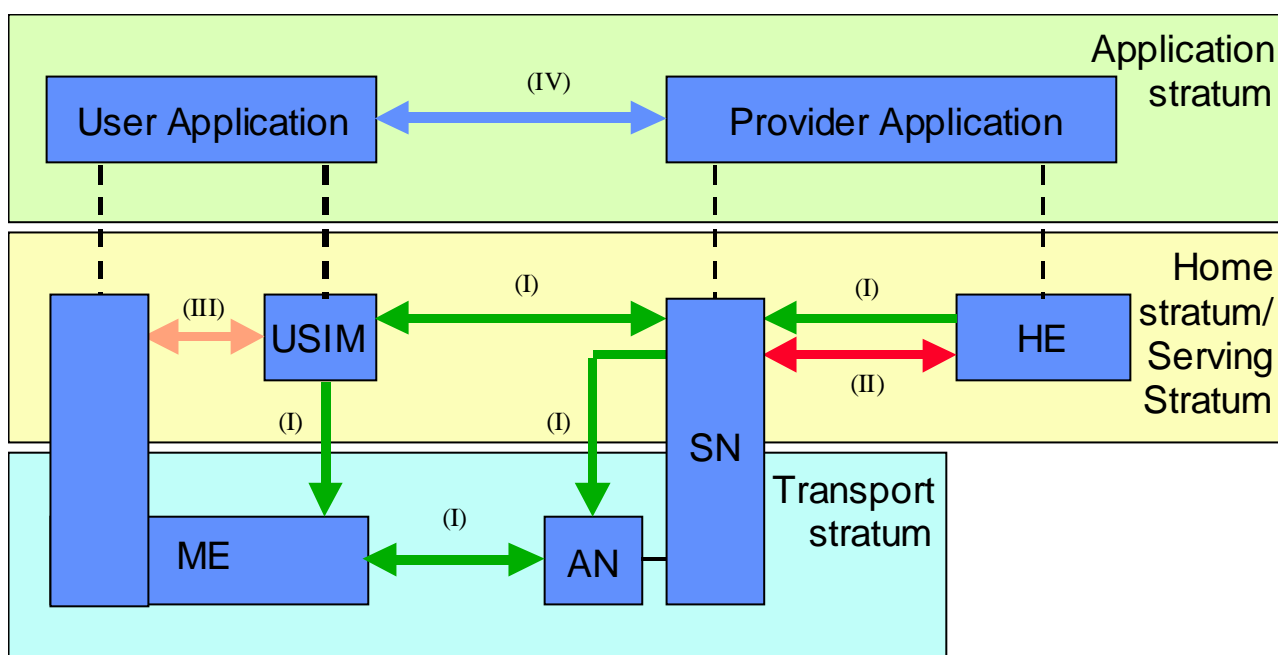 Application
stratum
(IV)
User Application
Provider Application
Home
stratum/
Serving
Stratum
(I)
(I)
(III)
USIM
HE
(II)
(I)
(I)
SN
Transport
stratum
(I)
ME
AN